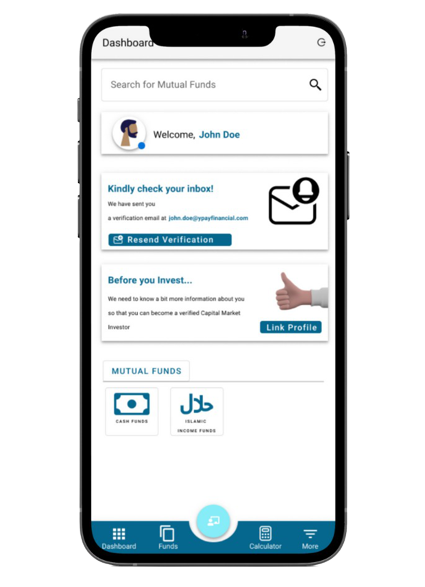 Dashboard
Search for Mutual Funds
Welcome, John Doe
Kindly check your inbox!
We have sent you
a verification email at john.doe@ypayfinancial.com
Resend Verification
Before you Invest...
We need to know a bit more information about you
so that you can become a verified Capital Market
Investor
Link Profile
MUTUAL FUNDS
حلال
CASH FUNDS
ISLAMIC
INCOME FUNDS
Dashboard
Funds
Calculator
More